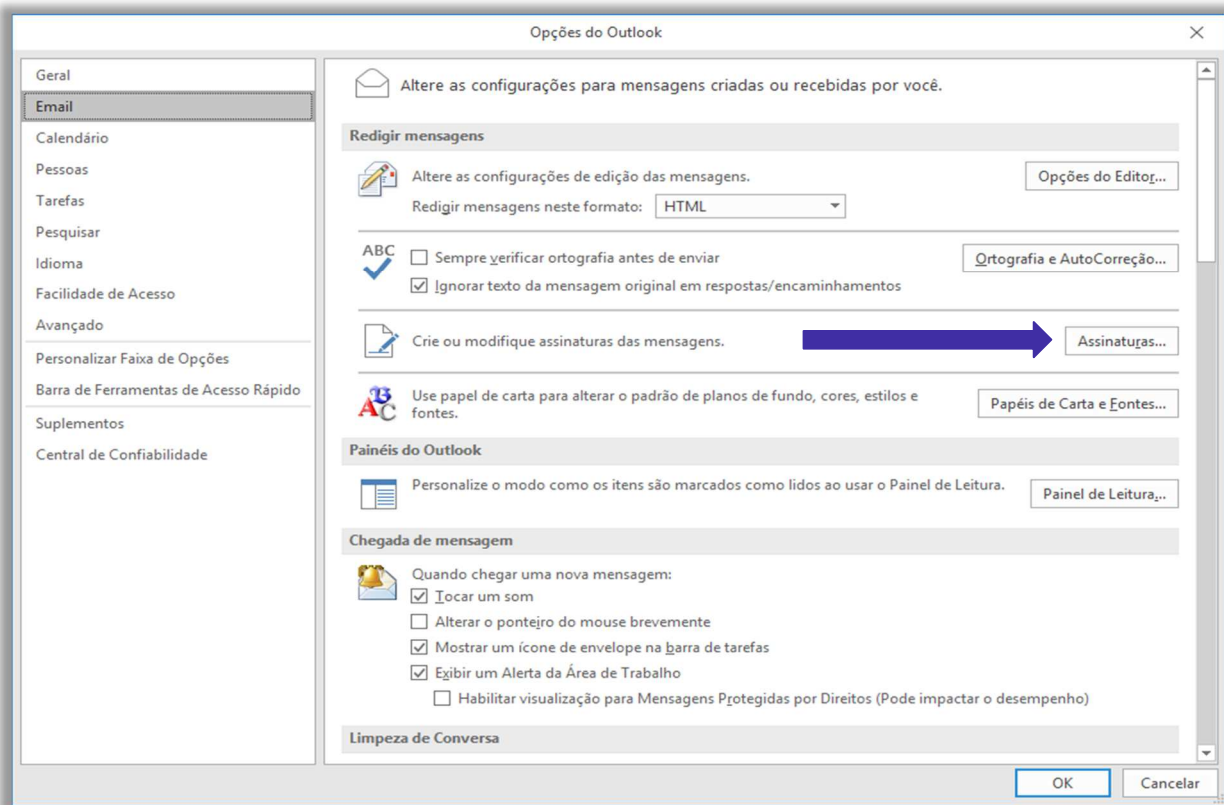 Opções do Outlook
Geral
Email
Calendário
Pessoas
Tarefas
Pesquisar
Idioma
Facilidade de Acesso
Avançado
Personalizar Faixa de Opções
Barra de Ferramentas de Acesso Rápido
Suplementos
Central de Confiabilidade
Altere as configurações para mensagens criadas ou recebidas por você.
Redigir mensagens
Altere as configurações de edição das mensagens.
Opções do Editor...
Redigir mensagens neste formato: HTML
ABC
Sempre verificar ortografia antes de enviar
Ortografia e AutoCorreção...
Ignorar texto da mensagem original em respostas/encaminhamentos
Crie ou modifique assinaturas das mensagens.
Assinaturas...
Use papel de carta para alterar o padrão de planos de fundo, cores, estilos e
fontes.
Papéis de Carta e Fontes...
Painéis do Outlook
Personalize o modo como os itens são marcados como lidos ao usar o Painel de Leitura.
Painel de Leitura...
Chegada de mensagem
Quando chegar uma nova mensagem:
Tocar um som
Alterar o ponteiro do mouse brevemente
Mostrar um ícone de envelope na barra de tarefas
Exibir um Alerta da Área de Trabalho
Habilitar visualização para Mensagens Protegidas por Direitos (Pode impactar o desempenho)
Limpeza de Conversa
OK
Cancelar